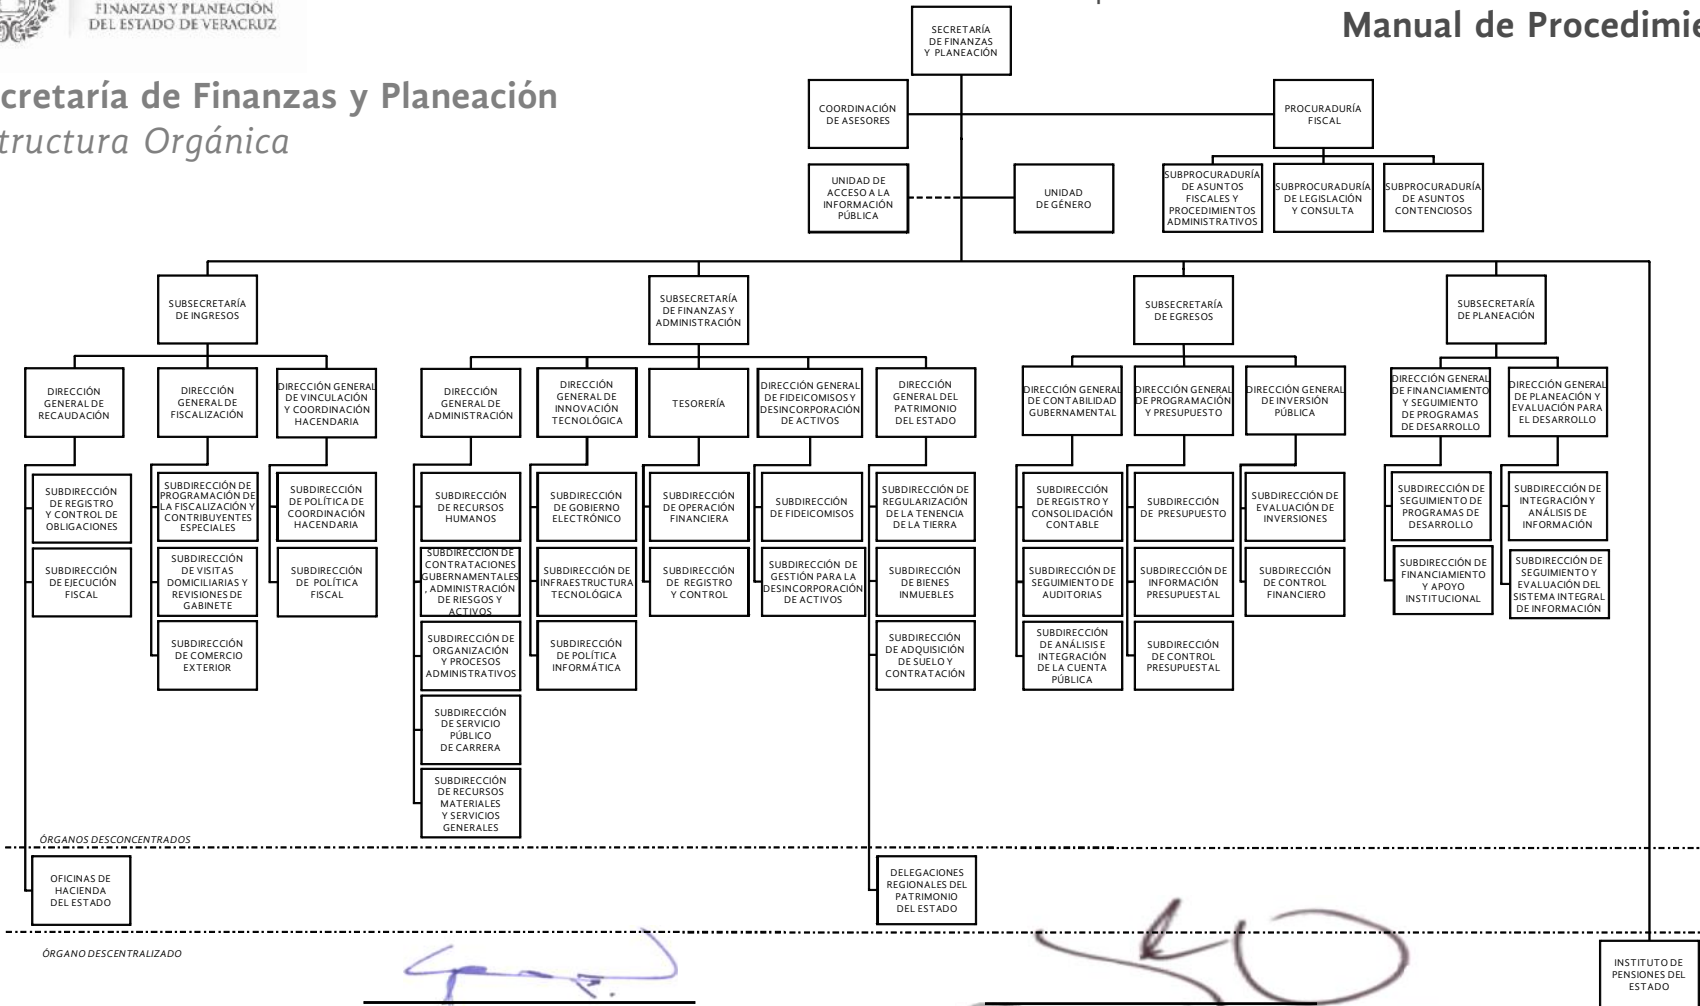 FINANZAS Y PLANEACIÓN
DEL ESTADO DE VERACRUZ
Manual de Procedimie
cretaría de Finanzas y Planeación
tructura Orgánica
SECRETARÍA
DE FINANZAS
Y PLANEACIÓN
COORDINACIÓN
DE ASESORES
PROCURADURÍA
FISCAL
UNIDAD DE
ACCESO A LA
INFORMACIÓN
PÚBLICA
UNIDAD
DE GÉNERO
SUBPROCURADURÍA
DE ASUNTOS
FISCALES Y
PROCEDIMIENTOS
ADMINISTRATIVOS
SUBPROCURADURÍA
DE LEGISLACIÓN
Y CONSULTA
SUBPROCURADURÍA
DE ASUNTOS
CONTENCIOSOS
SUBSECRETARÍA
DE INGRESOS
SUBSECRETARÍA
DE FINANZAS Y
ADMINISTRACIÓN
SUBSECRETARÍA
DE EGRESOS
SUBSECRETARÍA
DE PLANEACIÓN
DIRECCIÓN
GENERAL DE
RECAUDACIÓN
DIRECCIÓN
GENERAL DE
FISCALIZACIÓN
DIRECCIÓN GENERAL
DE VINCULACIÓN
Y COORDINACIÓN
HACENDARIA
DIRECCIÓN
GENERAL DE
ADMINISTRACIÓN
DIRECCIÓN
GENERAL DE
INNOVACIÓN
TECNOLÓGICA
TESORERÍA
DIRECCIÓN GENERAL
DE FIDEICOMISOS Y
DESINCORPORACIÓN
DE ACTIVOS
DIRECCIÓN
GENERAL DEL
PATRIMONIO
DEL ESTADO
DIRECCIÓN GENERAL
DE CONTABILIDAD
GUBERNAMENTAL
DIRECCIÓN GENERAL
DE PROGRAMACIÓN
Y PRESUPUESTO
DIRECCIÓN GENERAL
DE INVERSIÓN
PÚBLICA
DIRECCIÓN GENERAL
DE FINANCIAMIENTO
Y SEGUIMIENTO
DE PROGRAMAS
DE DESARROLLO
DIRECCIÓN GENERAL
DE PLANEACIÓN Y
EVALUACIÓN PARA
EL DESARROLLO
SUBDIRECCIÓN
DE REGISTRO
Y CONTROL DE
OBLIGACIONES
SUBDIRECCIÓN DE
PROGRAMACIÓN DE
LA FISCALIZACIÓN Y
CONTRIBUYENTES
ESPECIALES
SUBDIRECCIÓN
DE POLÍTICA DE
COORDINACIÓN
HACENDARIA
SUBDIRECCIÓN
DE RECURSOS
HUMANOS
SUBDIRECCIÓN
DE GOBIERNO
ELECTRÓNICO
SUBDIRECCIÓN
DE OPERACIÓN
FINANCIERA
SUBDIRECCIÓN
DE FIDEICOMISOS
SUBDIRECCIÓN DE
REGULARIZACIÓN
DE LA TENENCIA
DE LA TIERRA
SUBDIRECCIÓN
REGISTRO Y
CONSOLIDACIÓN
CONTABLE
SUBDIRECCIÓN
DE PRESUPUESTO
SUBDIRECCIÓN DE
EVALUACIÓN DE
INVERSIONES
SUBDIRECCIÓN DE
SEGUIMIENTO DE
PROGRAMAS DE
DESARROLLO
SUBDIRECCIÓN DE
INTEGRACIÓN Y
ANÁLISIS DE
INFORMACIÓN
SUBDIRECCIÓN
DE EJECUCIÓN
FISCAL
SUBDIRECCIÓN
DE VISITAS
DOMICILIARIAS Y
REVISIONES DE
GABINETE
SUBDIRECCIÓN
DE POLÍTICA
FISCAL
SUBDIRECCIÓN DE
CONTRATACIONES
GUBERNAMENTALES
, ADMINISTRACIÓN
DE RIESGOS Y
ACTIVOS
SUBDIRECCIÓN DE
INFRAESTRUCTURA
TECNOLÓGICA
SUBDIRECCIÓN
DE REGISTRO
Y CONTROL
SUBDIRECCIÓN DE
GESTIÓN PARA LA
DESINCORPORACIÓN
DE ACTIVOS
SUBDIRECCIÓN
DE BIENES
INMUEBLES
SUBDIRECCIÓN DE
SEGUIMIENTO DE
AUDITORIAS
SUBDIRECCIÓN DE
INFORMACIÓN
PRESUPUESTAL
SUBDIRECCIÓN
DE CONTROL
FINANCIERO
SUBDIRECCIÓN DE
FINANCIAMIENTO
Y APOYO
INSTITUCIONAL
SUBDIRECCIÓN DE
SEGUIMIENTO Y
EVALUACIÓN DEL
SISTEMA INTEGRAL
DE INFORMACIÓN
SUBDIRECCIÓN
DE COMERCIO
EXTERIOR
SUBDIRECCIÓN DE
ORGANIZACIÓN
Y PROCESOS
ADMINISTRATIVOS
SUBDIRECCIÓN
DE POLÍTICA
INFORMÁTICA
SUBDIRECCIÓN
DE ADQUISICIÓN
DE SUELO Y
CONTRATACIÓN
SUBDIRECCIÓN
DE ANÁLISIS E
INTEGRACIÓN
DE LA CUENTA
PÚBLICA
SUBDIRECCIÓN
DE CONTROL
PRESUPUESTAL
SUBDIRECCIÓN
DE SERVICIO
PÚBLICO
DE CARRERA
SUBDIRECCIÓN
DE RECURSOS
MATERIALES
Y SERVICIOS
GENERALES
ÓRGANOS DESCONCENTRADOS
OFICINAS DE
HACIENDA
DEL ESTADO
DELEGACIONES
REGIONALES DEL
PATRIMONIO
DEL ESTADO
ÓRGANO DESCENTRALIZADO
INSTITUTO DE
PENSIONES DEL
ESTADO